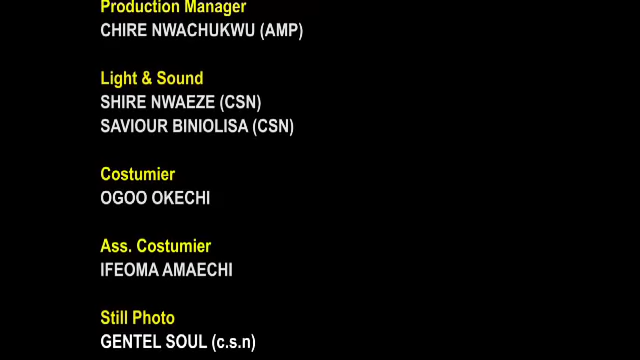 Production Manager
CHIRE NWACHUKWU (AMP)
Light & Sound
SHIRE NWAEZE (CSN)
SAVIOUR BINIOLISA (CSN)
Costumier
OGOO OKECHI
Ass. Costumier
IFEOMA AMAECHI
Still Photo
GENTEL SOUL (c.s.n)